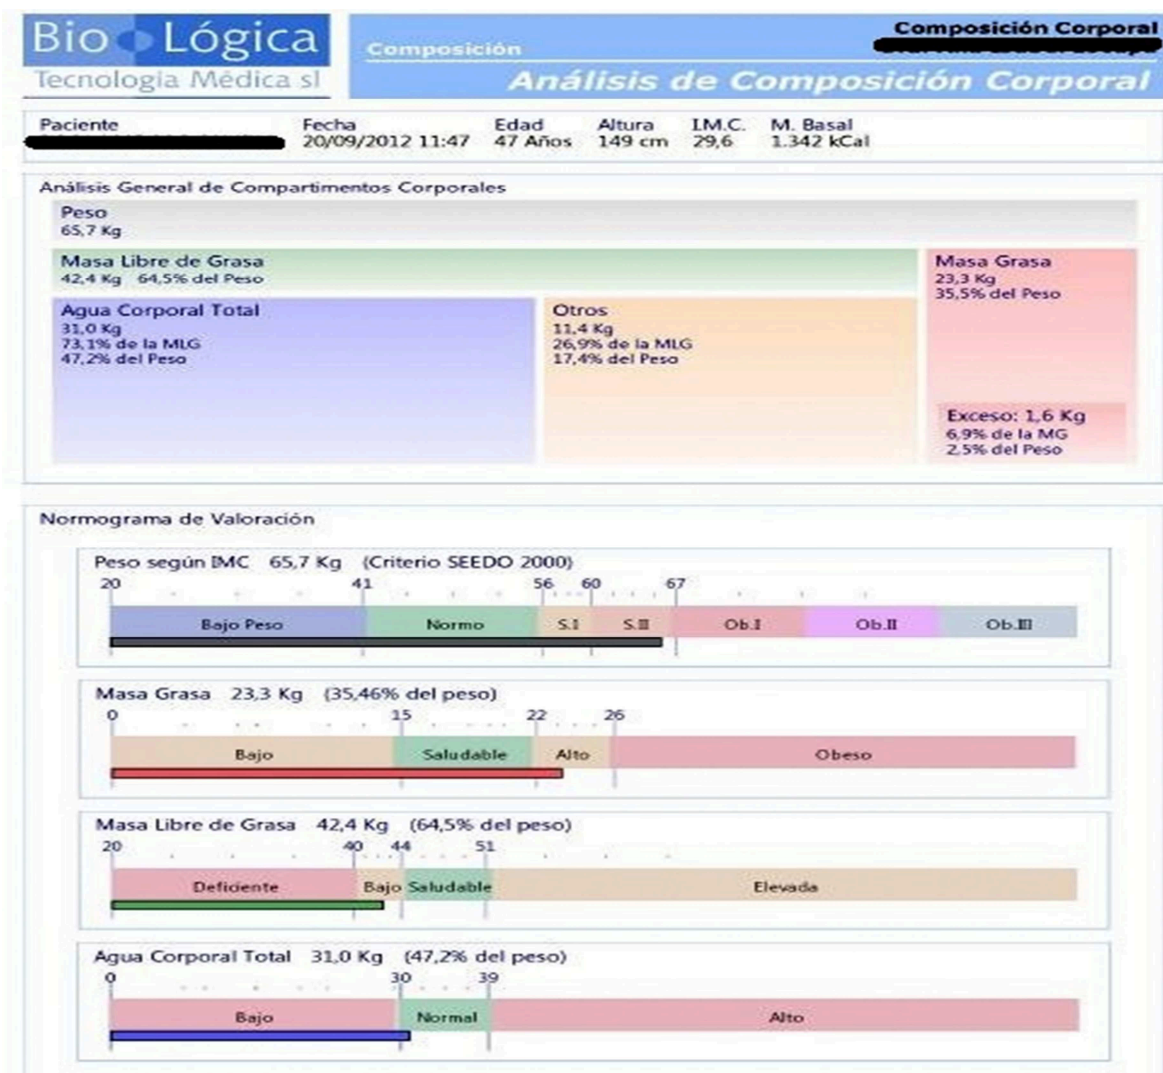 Bio Lógica
Tecnología Médica sl
Composición
Composición Corporal
Análisis de Composición Corporal
Paciente Fecha Edad Altura I.M.C. M. Basal
20/09/2012 11:47 47 Años 149 cm 29,6 1.342 kCal
Análisis General de Compartimentos Corporales
Peso
65,7 Kg
Masa Libre de Grasa
42,4 Kg 64,5% del Peso
Masa Grasa
23,3 Kg
35,5% del Peso
Agua Corporal Total
31,0 Kg
73,1% de la MLG
47,2% del Peso
Otros
11,4 Kg
26,9% de la MLG
17,4% del Peso
Exceso: 1,6 Kg
6,9% de la MG
2,5% del Peso
Normograma de Valoración
Peso según IMC 65,7 Kg (Criterio SEEDO 2000)
20 41 56 60 67
Bajo Peso Normo S.I S.II Ob.I Ob.II Ob.III
Masa Grasa 23,3 Kg (35,46% del peso)
0 15 22 26
Bajo Saludable Alto Obeso
Masa Libre de Grasa 42,4 Kg (64,5% del peso)
20 40 44 51
Deficiente Bajo Saludable Elevada
Agua Corporal Total 31,0 Kg (47,2% del peso)
0 30 39
Bajo Normal Alto